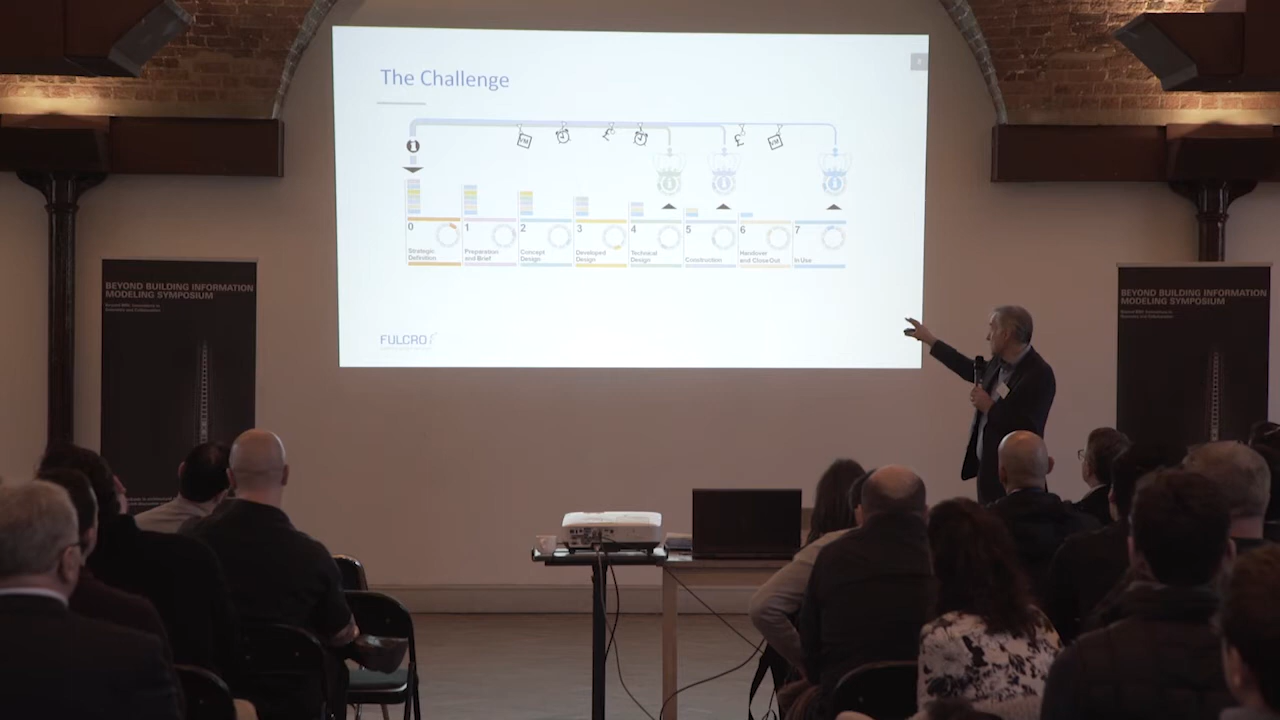 The Challenge
VM
VM
0
Strategic
Definition
1
Preparation
and Brief
2
Concept
Design
3
Developed
Design
4
Technical
Design
5
Construction
6
Handover
and Close Out
7
In Use
FULCRO
BEYOND BUILDING INFORMATION
MODELING SYMPOSIUM
BEYOND BUILDING INFORMATION
MODELING SYMPOSIUM